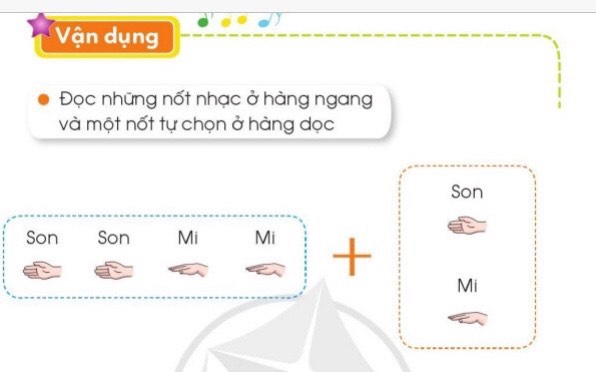 Vận dụng
Đọc những nốt nhạc ở hàng ngang
và một nốt tự chọn ở hàng dọc
Son Son Mi Mi
Son
Mi